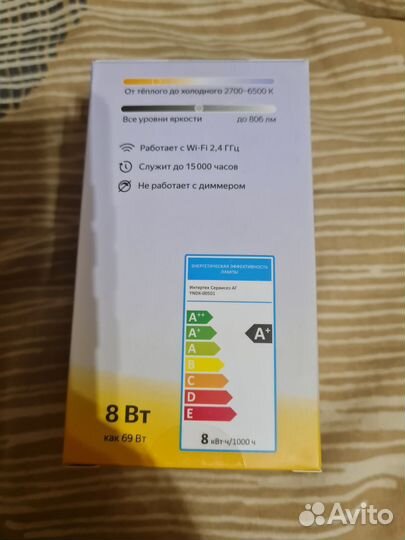 От тёплого до холодного 2700–6500 К
Все уровни яркости до 806 лм
Работает с Wi-Fi 2,4 ГГц
Служит до 15 000 часов
Не работает с диммером
ЭНЕРГЕТИЧЕСКАЯ ЭФФЕКТИВНОСТЬ
ЛАМПЫ
Интертех Сервисез АГ
YNDX-00501
A++
A+
A+
A
B
C
D
E
8 Вт
как 69 Вт
8 кВт·ч/1000 ч
Avito